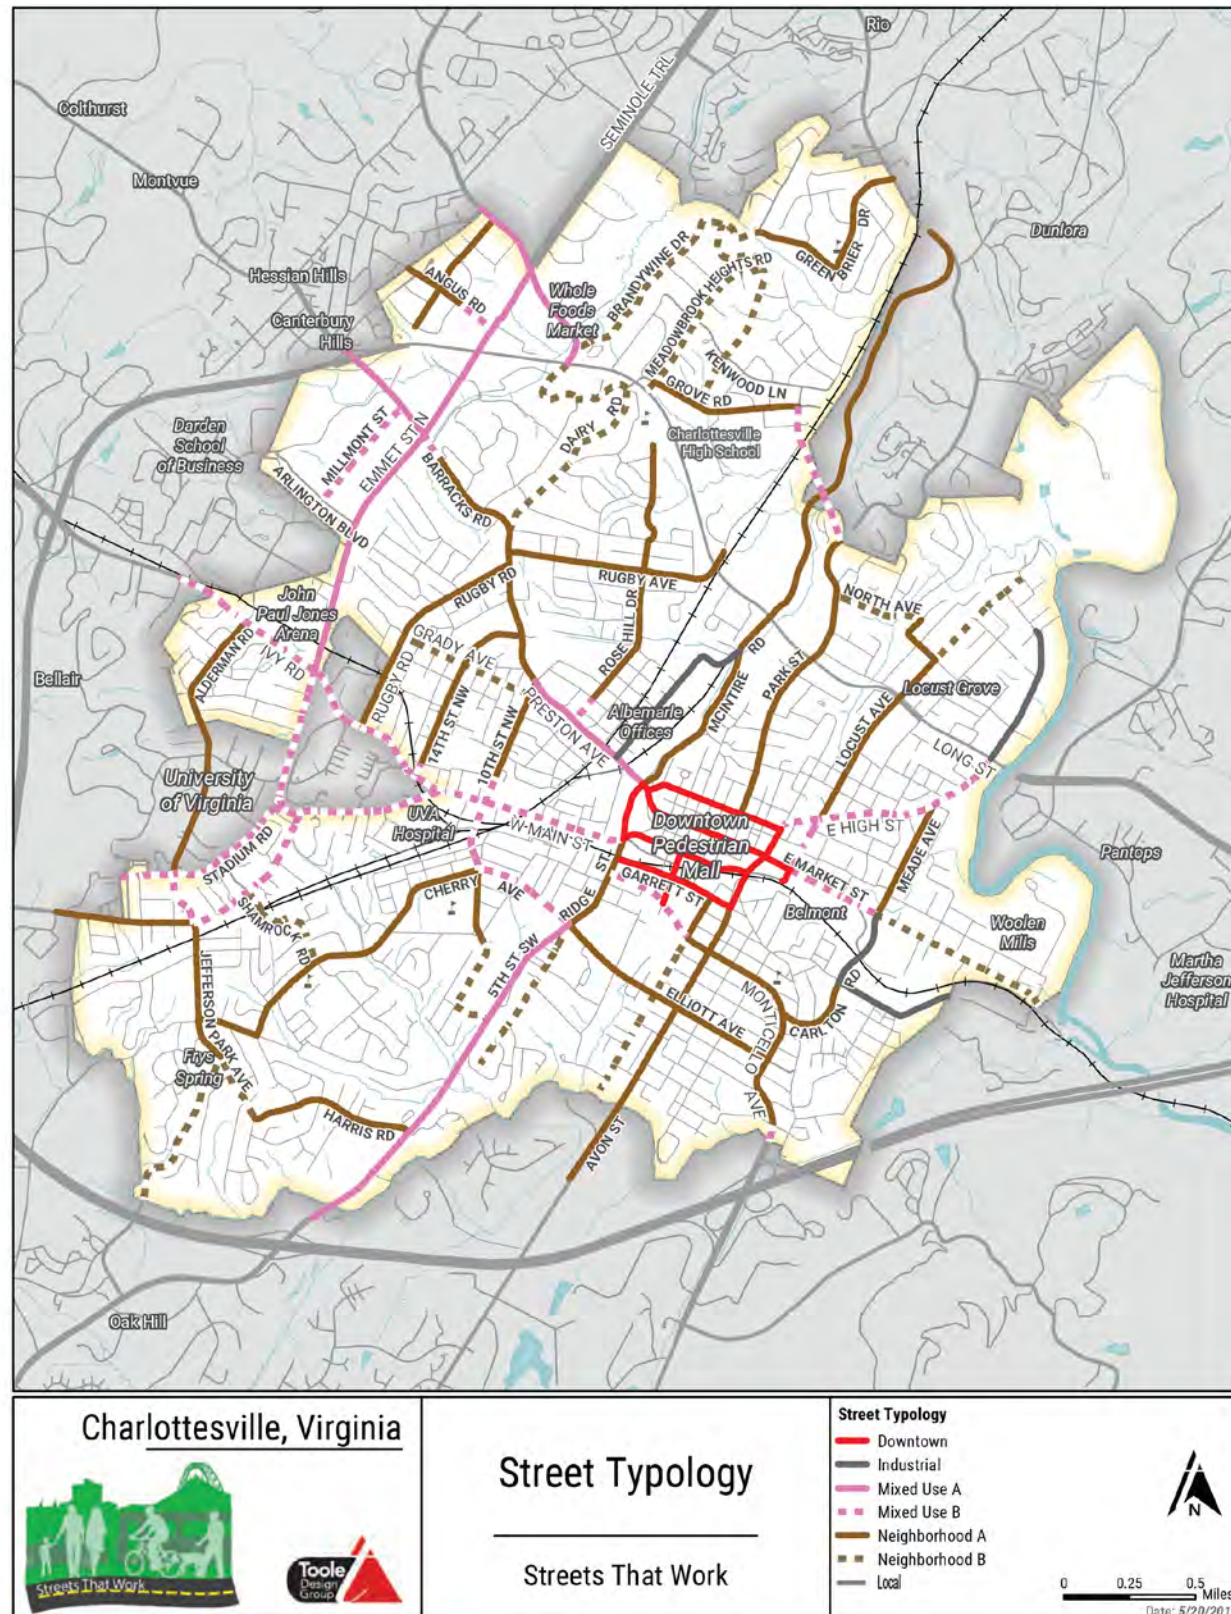 Rio
SEMINOLE TRL
Colthurst
Montvue
Dunlora
GREEN BRIER DR
BRANDYWINE DR
MEADOWBROOK HEIGHTS RD
Hessian Hills
ANGUS RD
Whole
Foods
Market
Canterbury
Hills
KENWOOD LN
GROVE RD
DAIRY RD
Charlottesville
High School
MILLMONT ST
EMMET ST N
Darden
School
of Business
BARRACKS RD
ARLINGTON BLVD
RUGBY AVE
RUGBY RD
NORTH AVE
John
Paul Jones
Arena
ROSE HILL DR
GRADY AVE
ALDERMAN RD
IVY RD
RUGBY RD
MCINTIRE RD
PARK ST
Bellair
Locust Grove
LOCUST AVE
Albemarle
Offices
PRESTON AVE
14TH ST NW
10TH ST NW
LONG ST
University
of Virginia
UVA
Hospital
W MAIN ST
Downtown
Pedestrian
Mall
E HIGH ST
STADIUM RD
E MARKET ST
MEADE AVE
Pantops
CHERRY AVE
RIDGE ST
GARRETT ST
SHAMROCK RD
Belmont
Woolen
Mills
JEFFERSON PARK AVE
5TH ST SW
ELLIOTT AVE
MONTICELLO AVE
CARLTON RD
Martha
Jefferson
Hospital
Frys
Spring
HARRIS RD
AVON ST
Oak Hill
Charlottesville, Virginia
Streets That Work
Toole
Design
Group
Street Typology
Streets That Work
Street Typology
Downtown
Industrial
Mixed Use A
Mixed Use B
Neighborhood A
Neighborhood B
Local
N
0 0.25 0.5
Miles
Date: 5/20/201